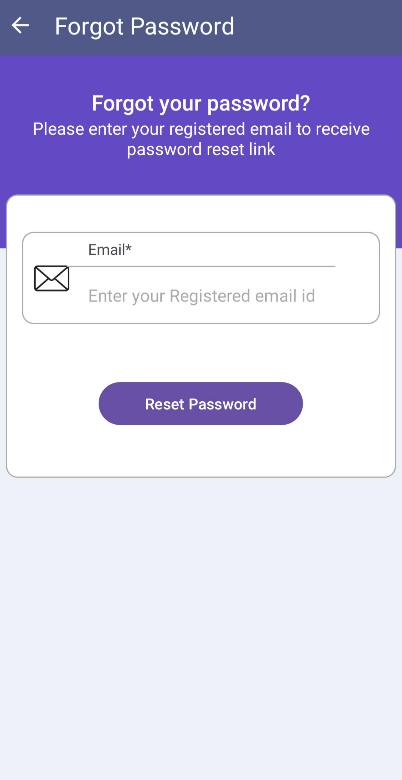 Forgot Password
Forgot your password?
Please enter your registered email to receive
password reset link
Email*
Enter your Registered email id
Reset Password